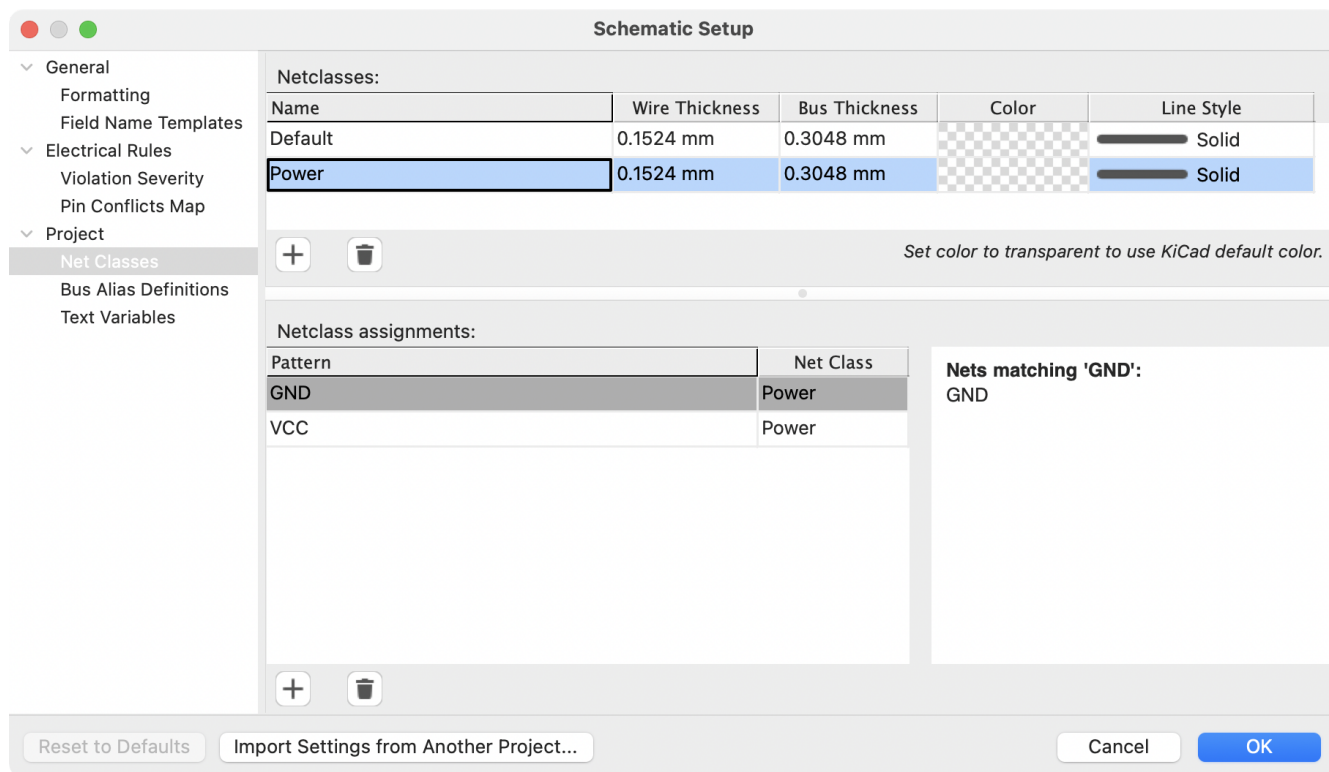 Schematic Setup
General
Formatting
Field Name Templates
Electrical Rules
Violation Severity
Pin Conflicts Map
Project
Net Classes
Bus Alias Definitions
Text Variables
Netclasses:
Name Wire Thickness Bus Thickness Color Line Style
Default 0.1524 mm 0.3048 mm Solid
Power 0.1524 mm 0.3048 mm Solid
Set color to transparent to use KiCad default color.
Netclass assignments:
Pattern Net Class
GND Power
VCC Power
Nets matching 'GND':
GND
Reset to Defaults Import Settings from Another Project... Cancel OK